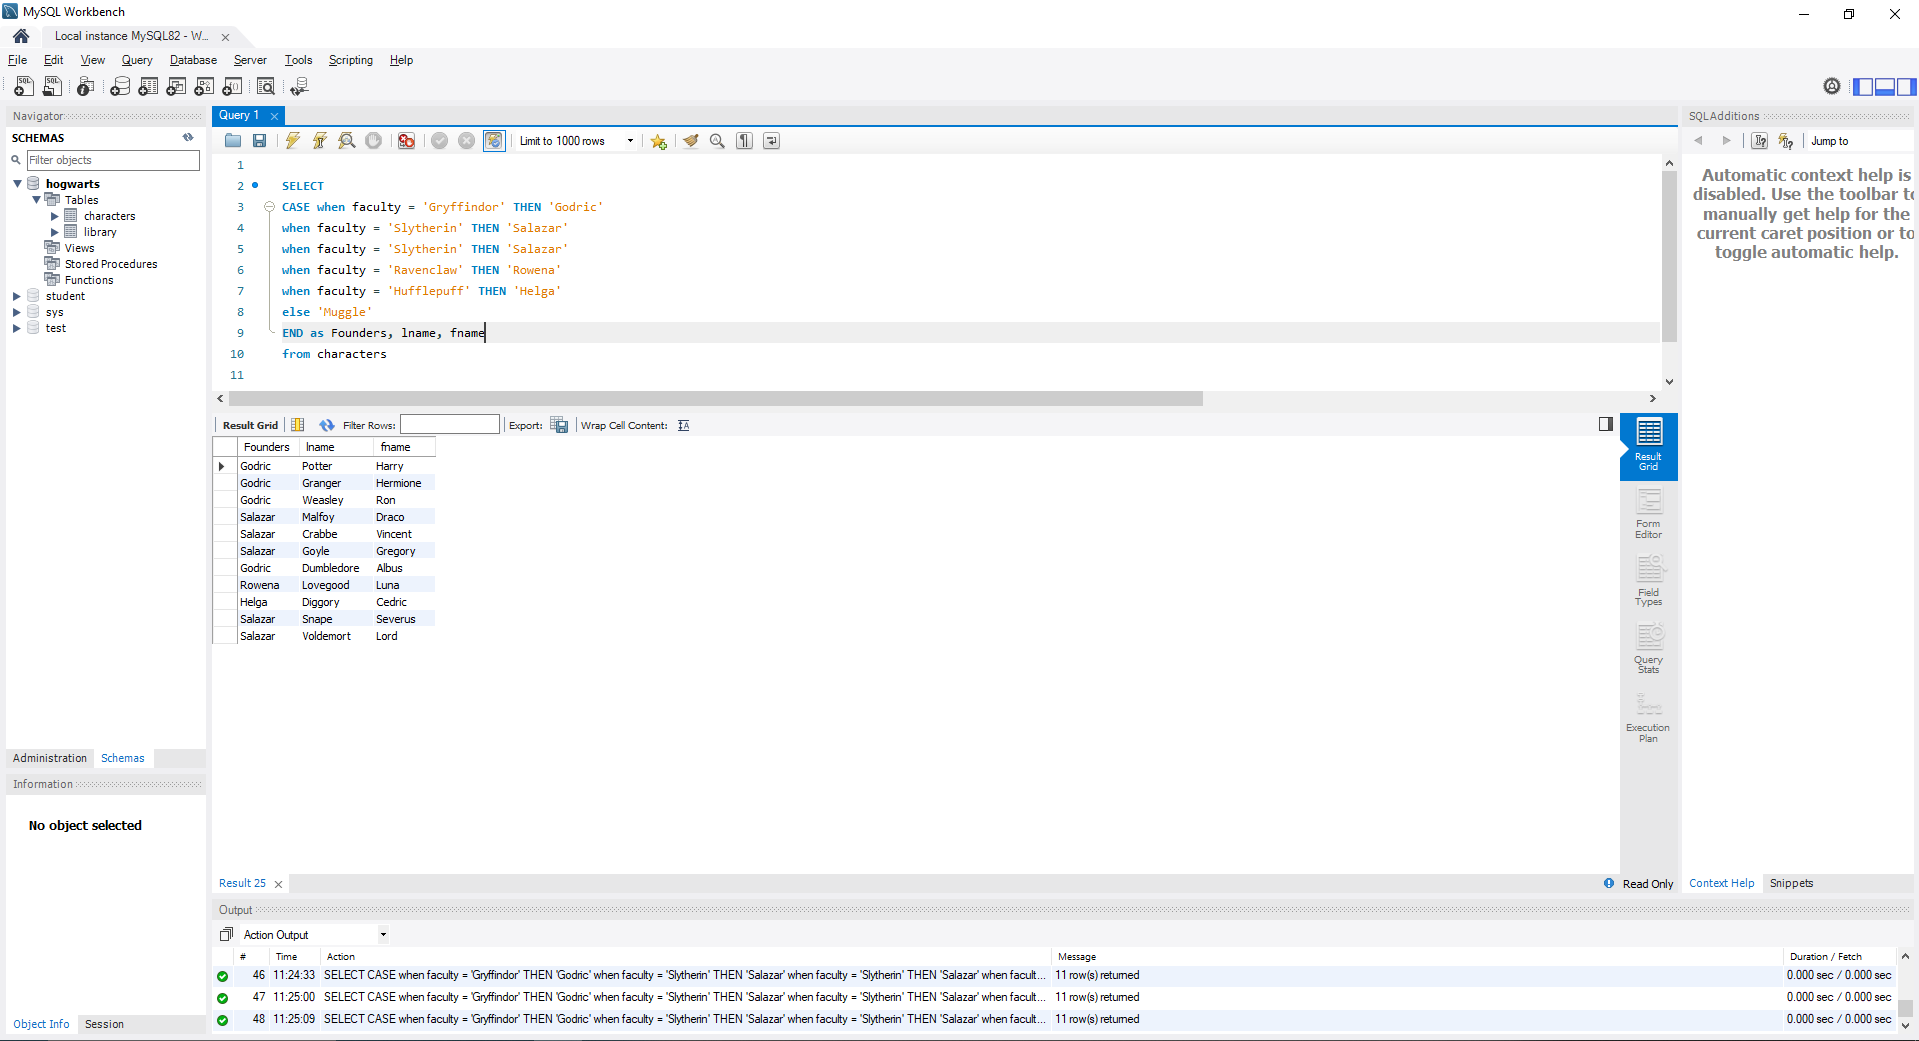 MySQL Workbench
Local instance MySQL82 - W...
File Edit View Query Database Server Tools Scripting Help
Navigator
SCHEMAS
Filter objects
hogwarts
Tables
characters
library
Views
Stored Procedures
Functions
student
sys
test
Administration Schemas
Information
No object selected
Object Info Session
Query 1
Limit to 1000 rows
1
2 SELECT
3 CASE when faculty = 'Gryffindor' THEN 'Godric'
4 when faculty = 'Slytherin' THEN 'Salazar'
5 when faculty = 'Slytherin' THEN 'Salazar'
6 when faculty = 'Ravenclaw' THEN 'Rowena'
7 when faculty = 'Hufflepuff' THEN 'Helga'
8 else 'Muggle'
9 END as Founders, lname, fname
10 from characters
11
Result Grid Filter Rows: Export: Wrap Cell Content:
Founders lname fname
Godric Potter Harry
Godric Granger Hermione
Godric Weasley Ron
Salazar Malfoy Draco
Salazar Crabbe Vincent
Salazar Goyle Gregory
Godric Dumbledore Albus
Rowena Lovegood Luna
Helga Diggory Cedric
Salazar Snape Severus
Salazar Voldemort Lord
Result
Grid
Form
Editor
Field
Types
Query
Stats
Execution
Plan
Result 25
Read Only
SQLAdditions
Jump to
Automatic context help is
disabled. Use the toolbar to
manually get help for the
current caret position or to
toggle automatic help.
Context Help Snippets
Output
Action Output
# Time Action Message Duration / Fetch
46 11:24:33 SELECT CASE when faculty = 'Gryffindor' THEN 'Godric' when faculty = 'Slytherin' THEN 'Salazar' when faculty = 'Slytherin' THEN 'Salazar' when facult... 11 row(s) returned 0.000 sec / 0.000 sec
47 11:25:00 SELECT CASE when faculty = 'Gryffindor' THEN 'Godric' when faculty = 'Slytherin' THEN 'Salazar' when faculty = 'Slytherin' THEN 'Salazar' when facult... 11 row(s) returned 0.000 sec / 0.000 sec
48 11:25:09 SELECT CASE when faculty = 'Gryffindor' THEN 'Godric' when faculty = 'Slytherin' THEN 'Salazar' when faculty = 'Slytherin' THEN 'Salazar' when facult... 11 row(s) returned 0.000 sec / 0.000 sec